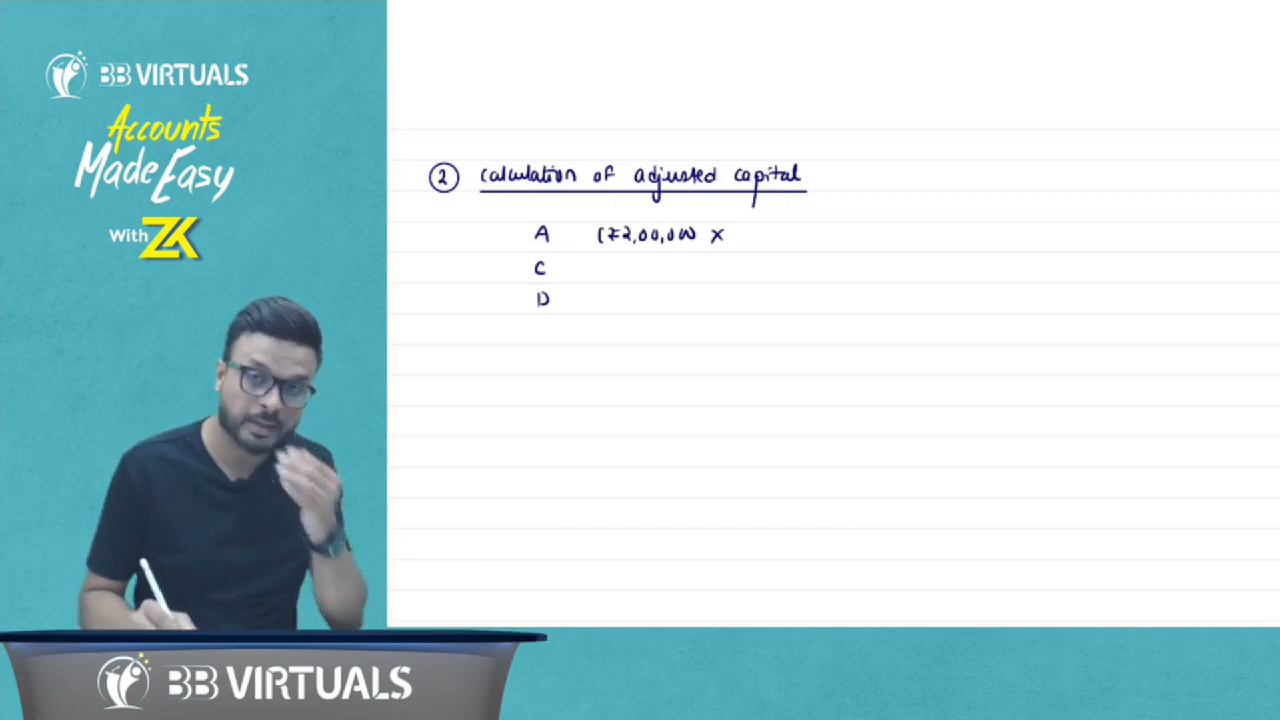 BB VIRTUALS
Accounts
Made Easy
With ZK
② calculation of adjusted capital
A (₹2,00,000 ×
C
D
BB VIRTUALS